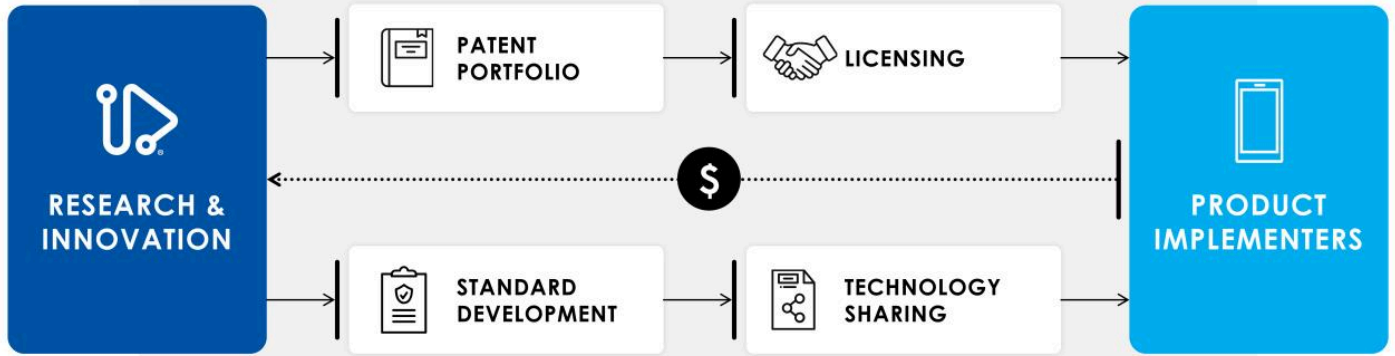 PATENT
PORTFOLIO
LICENSING
®
RESEARCH &
INNOVATION
$
PRODUCT
IMPLEMENTERS
STANDARD
DEVELOPMENT
TECHNOLOGY
SHARING